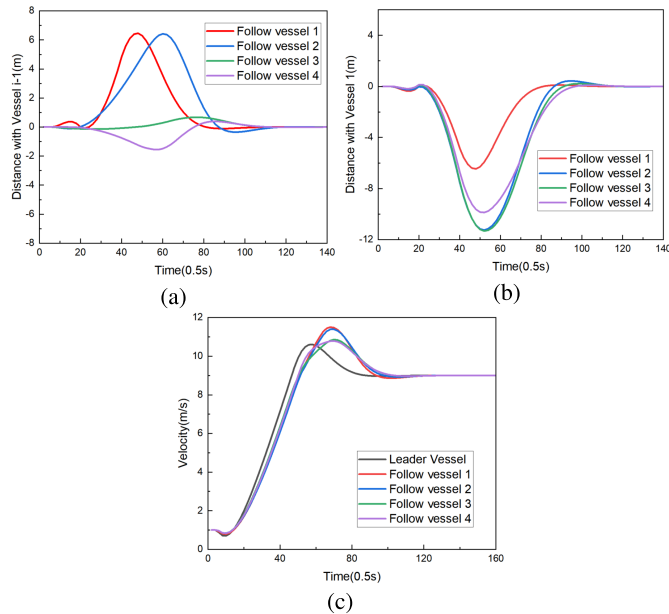 (a)
Distance with Vessel i-1(m)
8
6
4
2
0
-2
-4
-6
-8
0 20 40 60 80 100 120 140
Time(0.5s)
Follow vessel 1
Follow vessel 2
Follow vessel 3
Follow vessel 4
(b)
Distance with Vessel 1(m)
4
0
-4
-8
-12
0 20 40 60 80 100 120 140
Time(0.5s)
Follow vessel 1
Follow vessel 2
Follow vessel 3
Follow vessel 4
(c)
Velocity(m/s)
12
10
8
6
4
2
0
0 40 80 120 160
Time(0.5s)
Leader Vessel
Follow vessel 1
Follow vessel 2
Follow vessel 3
Follow vessel 4